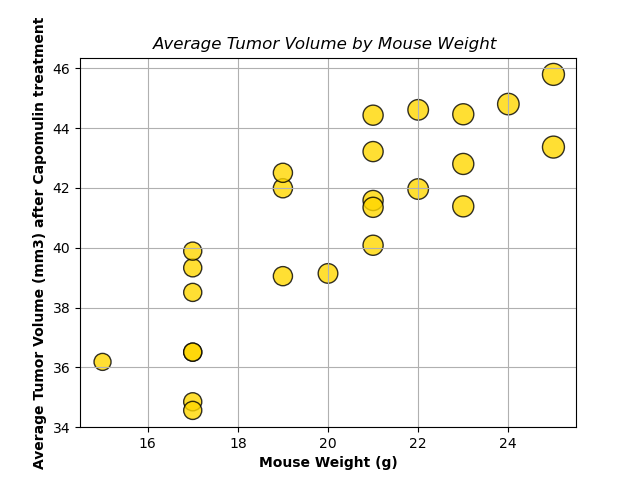 Average Tumor Volume by Mouse Weight
Average Tumor Volume (mm3) after Capomulin treatment
46
44
42
40
38
36
34
16 18 20 22 24
Mouse Weight (g)